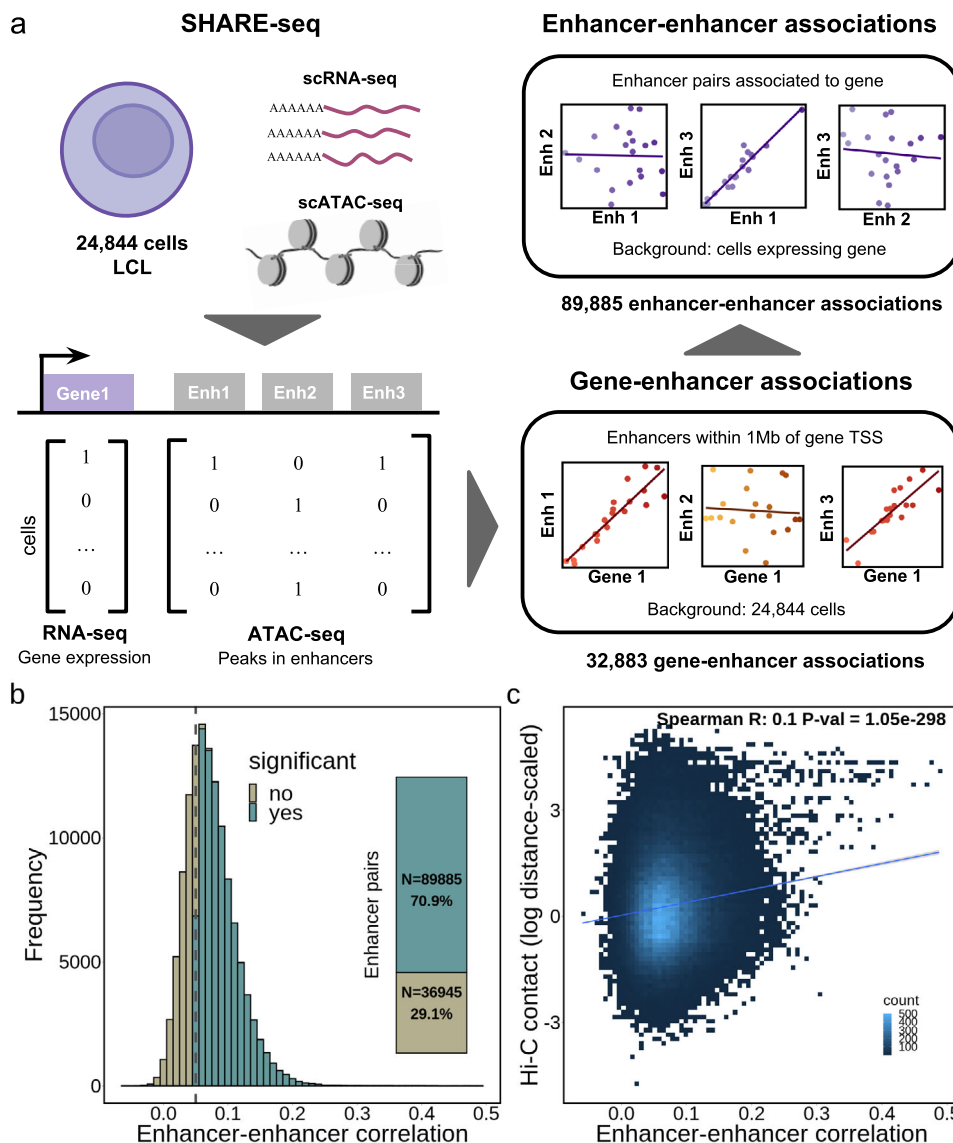 a
SHARE-seq
scRNA-seq
AAAAAA
AAAAAA
AAAAAA
scATAC-seq
24,844 cells
LCL
Gene1
Enh1
Enh2
Enh3
cells
1
0
...
0
1 0 1
0 1 0
... ... ...
0 1 0
RNA-seq
Gene expression
ATAC-seq
Peaks in enhancers
Enhancer-enhancer associations
Enhancer pairs associated to gene
Enh 2
Enh 1
Enh 3
Enh 1
Enh 3
Enh 2
Background: cells expressing gene
89,885 enhancer-enhancer associations
Gene-enhancer associations
Enhancers within 1Mb of gene TSS
Enh 1
Gene 1
Enh 2
Gene 1
Enh 3
Gene 1
Background: 24,844 cells
32,883 gene-enhancer associations
b
15000
10000
5000
0
Frequency
significant
no
yes
Enhancer pairs
N=89885
70.9%
N=36945
29.1%
0.0 0.1 0.2 0.3 0.4 0.5
Enhancer-enhancer correlation
c
Spearman R: 0.1 P-val = 1.05e-298
Hi-C contact (log distance-scaled)
3
0
-3
count
500
400
300
200
100
0.0 0.1 0.2 0.3 0.4 0.5
Enhancer-enhancer correlation